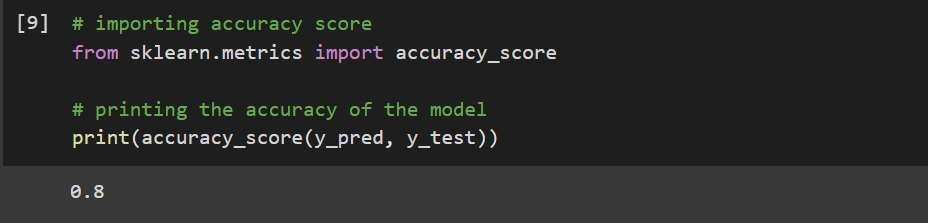 [9] # importing accuracy score
from sklearn.metrics import accuracy_score
# printing the accuracy of the model
print(accuracy_score(y_pred, y_test))
0.8